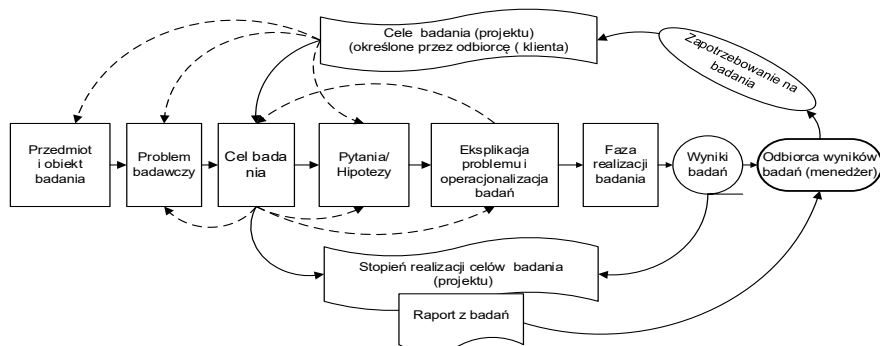 Cele badania (projektu)
(określone przez odbiorcę ( klienta)
Zapotrzebowanie na
badania
Przedmiot
i obiekt
badania
Problem
badawczy
Cel bada
nia
Pytania/
Hipotezy
Eksplikacja
problemu i
operacjonalizacja
badań
Faza
realizacji
badania
Wyniki
badań
Odbiorca wyników
badań (menedżer)
Stopień realizacji celów badania
(projektu)
Raport z badań